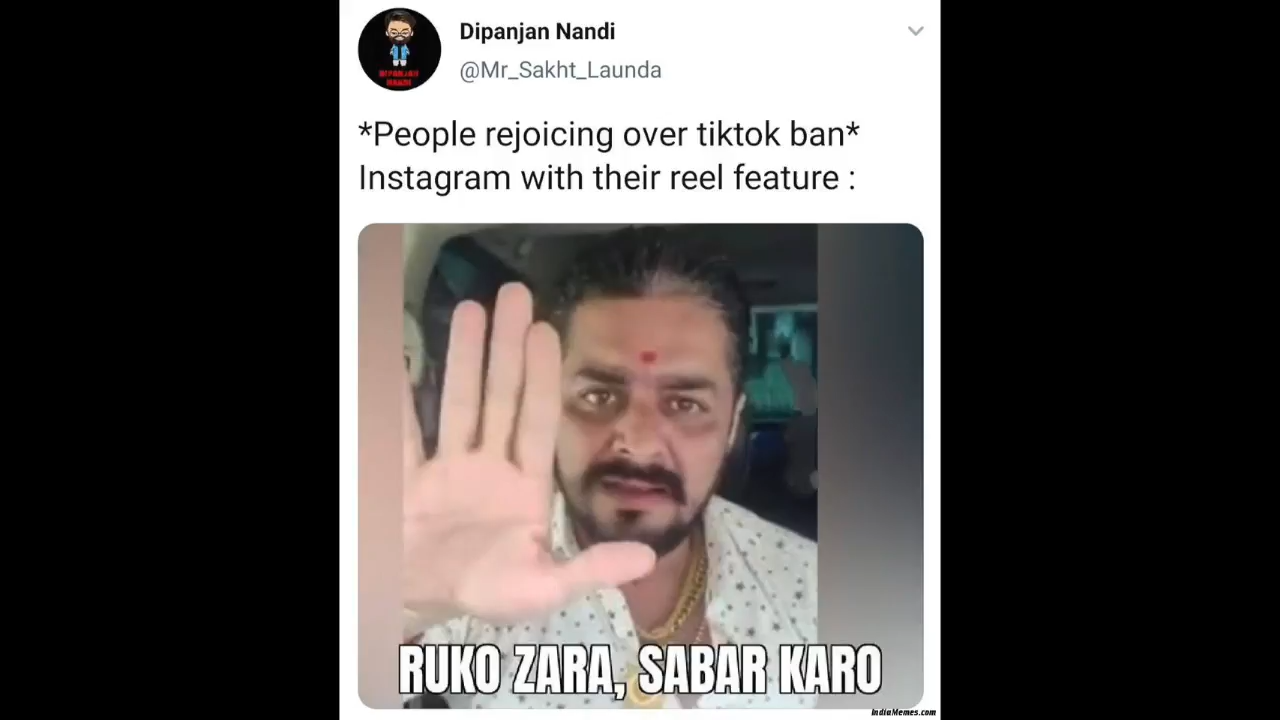 Dipanjan Nandi
@Mr_Sakht_Launda
*People rejoicing over tiktok ban*
Instagram with their reel feature :
RUKO ZARA, SABAR KARO
IndiaMemes.com